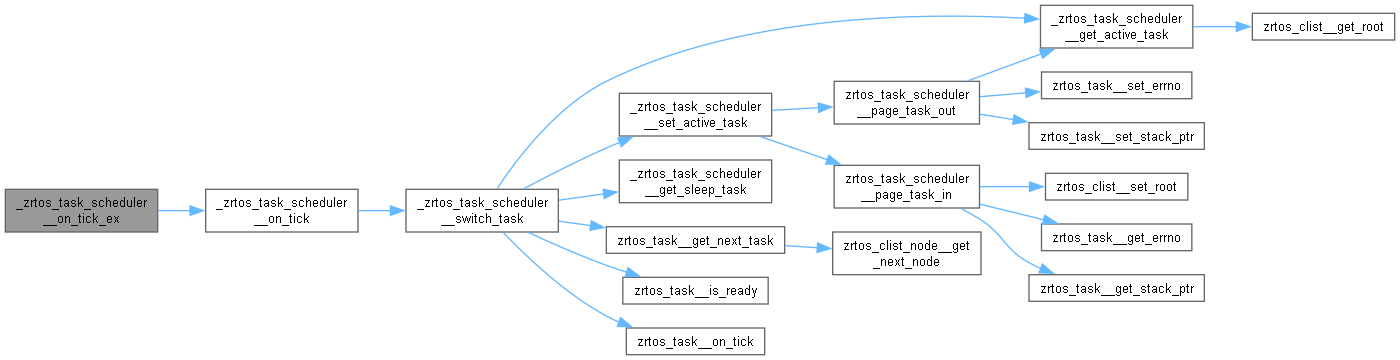 _zrtos_task_scheduler
__on_tick_ex
_zrtos_task_scheduler
__on_tick
_zrtos_task_scheduler
__switch_task
_zrtos_task_scheduler
__get_active_task
zrtos_clist__get_root
_zrtos_task_scheduler
__set_active_task
zrtos_task_scheduler
__page_task_out
zrtos_task__set_errno
zrtos_task__set_stack_ptr
_zrtos_task_scheduler
__get_sleep_task
zrtos_task_scheduler
__page_task_in
zrtos_clist__set_root
zrtos_task__get_errno
zrtos_task__get_stack_ptr
zrtos_task__get_next_task
zrtos_clist_node__get
_next_node
zrtos_task__is_ready
zrtos_task__on_tick